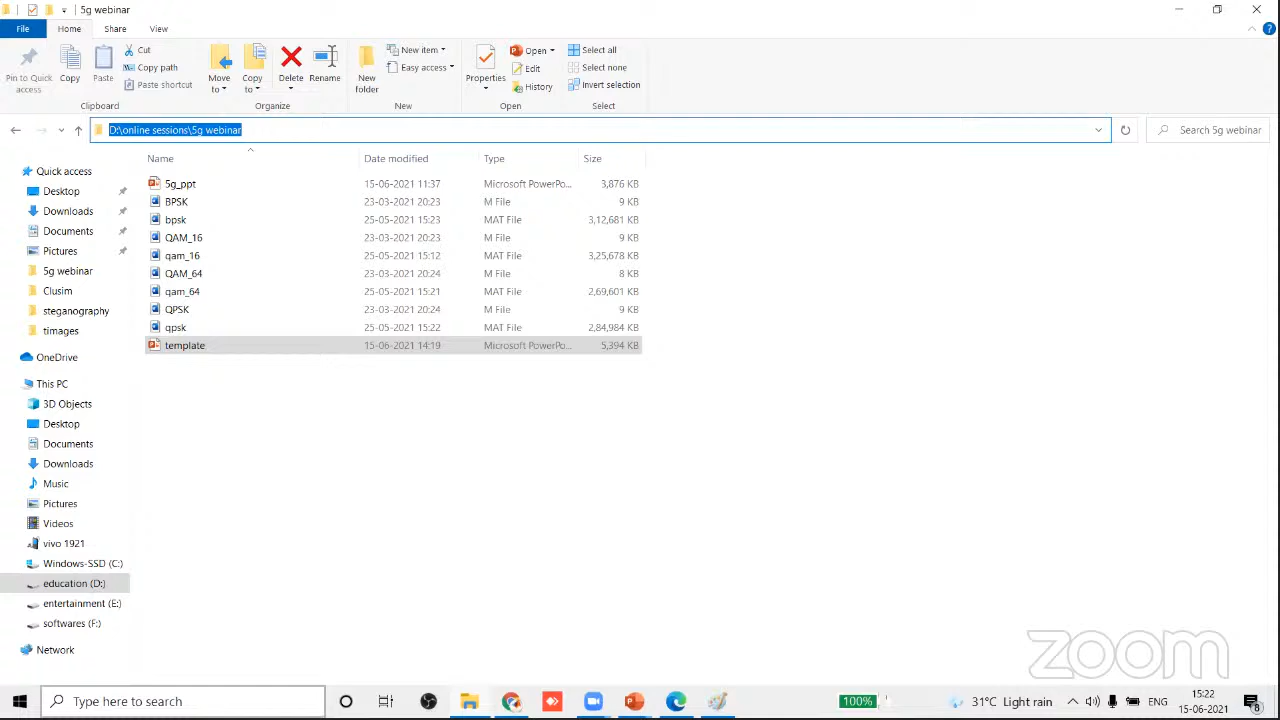 5g webinar
File Home Share View
Pin to Quick access
Copy
Paste
Cut
Copy path
Paste shortcut
Clipboard
Move to
Copy to
Delete
Rename
Organize
New folder
New item
Easy access
New
Properties
Open
Edit
History
Open
Select all
Select none
Invert selection
Select
D:\online sessions\5g webinar
Search 5g webinar
Name Date modified Type Size
5g_ppt 15-06-2021 11:37 Microsoft PowerPo... 3,876 KB
BPSK 23-03-2021 20:23 M File 9 KB
bpsk 25-05-2021 15:23 MAT File 3,12,681 KB
QAM_16 23-03-2021 20:23 M File 9 KB
qam_16 25-05-2021 15:12 MAT File 3,25,678 KB
QAM_64 23-03-2021 20:24 M File 8 KB
qam_64 25-05-2021 15:21 MAT File 2,69,601 KB
QPSK 23-03-2021 20:24 M File 9 KB
qpsk 25-05-2021 15:22 MAT File 2,84,984 KB
template 15-06-2021 14:19 Microsoft PowerPo... 5,394 KB
Quick access
Desktop
Downloads
Documents
Pictures
5g webinar
Clusim
steganography
timages
OneDrive
This PC
3D Objects
Desktop
Documents
Downloads
Music
Pictures
Videos
vivo 1921
Windows-SSD (C:)
education (D:)
entertainment (E:)
softwares (F:)
Network
zoom
Type here to search
100%
31°C Light rain
ENG
15:22
15-06-2021
8